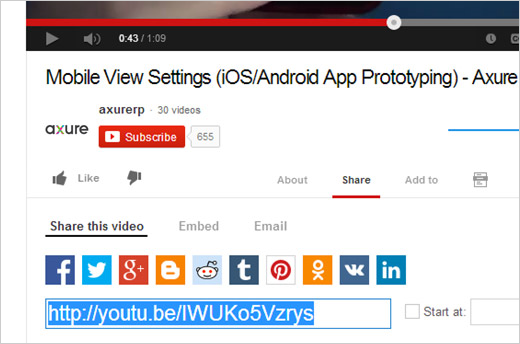 0:43 / 1:09
Mobile View Settings (iOS/Android App Prototyping) - Axure
axurerp · 30 videos
axure
Subscribe 655
Like
About Share Add to
Share this video Embed Email
http://youtu.be/IWUKo5Vzrys
Start at: